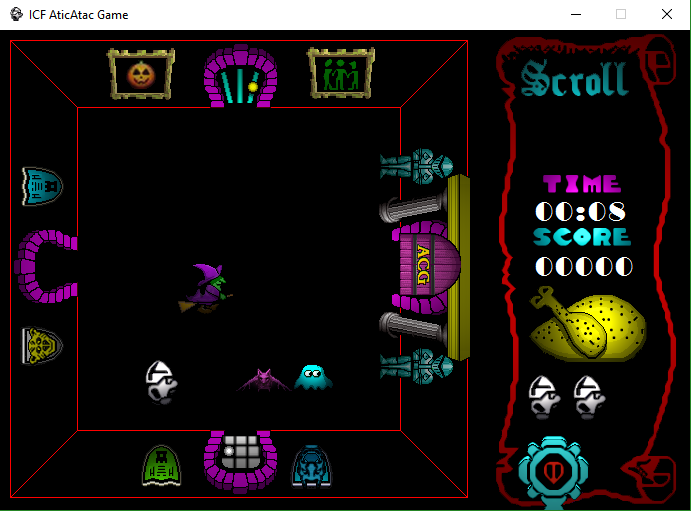 ICF AticAtac Game
Scroll
TIME
00:08
SCORE
00000
ACG